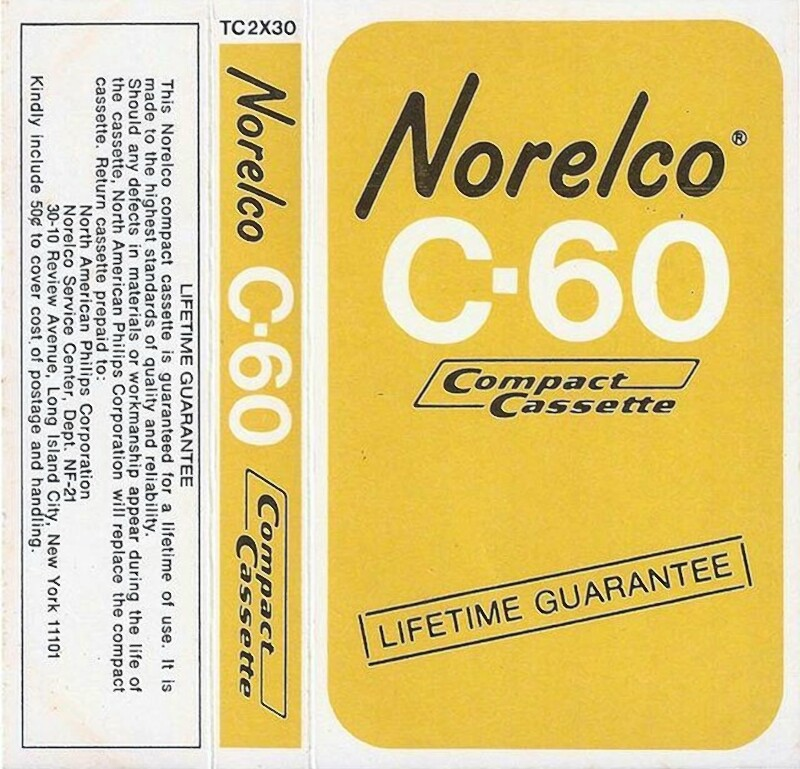 LIFETIME GUARANTEE
This Norelco compact cassette is guaranteed for a lifetime of use. It is
made to the highest standards of quality and reliability.
Should any defects in materials or workmanship appear during the life of
the cassette, North American Philips Corporation will replace the compact
cassette. Return cassette prepaid to:
North American Philips Corporation
Norelco Service Center, Dept. NF-21
30-10 Review Avenue, Long Island City, New York 11101
Kindly include 50¢ to cover cost of postage and handling.
TC2X30
Norelco C-60 Compact
Cassette
Norelco®
C-60
Compact
Cassette
LIFETIME GUARANTEE